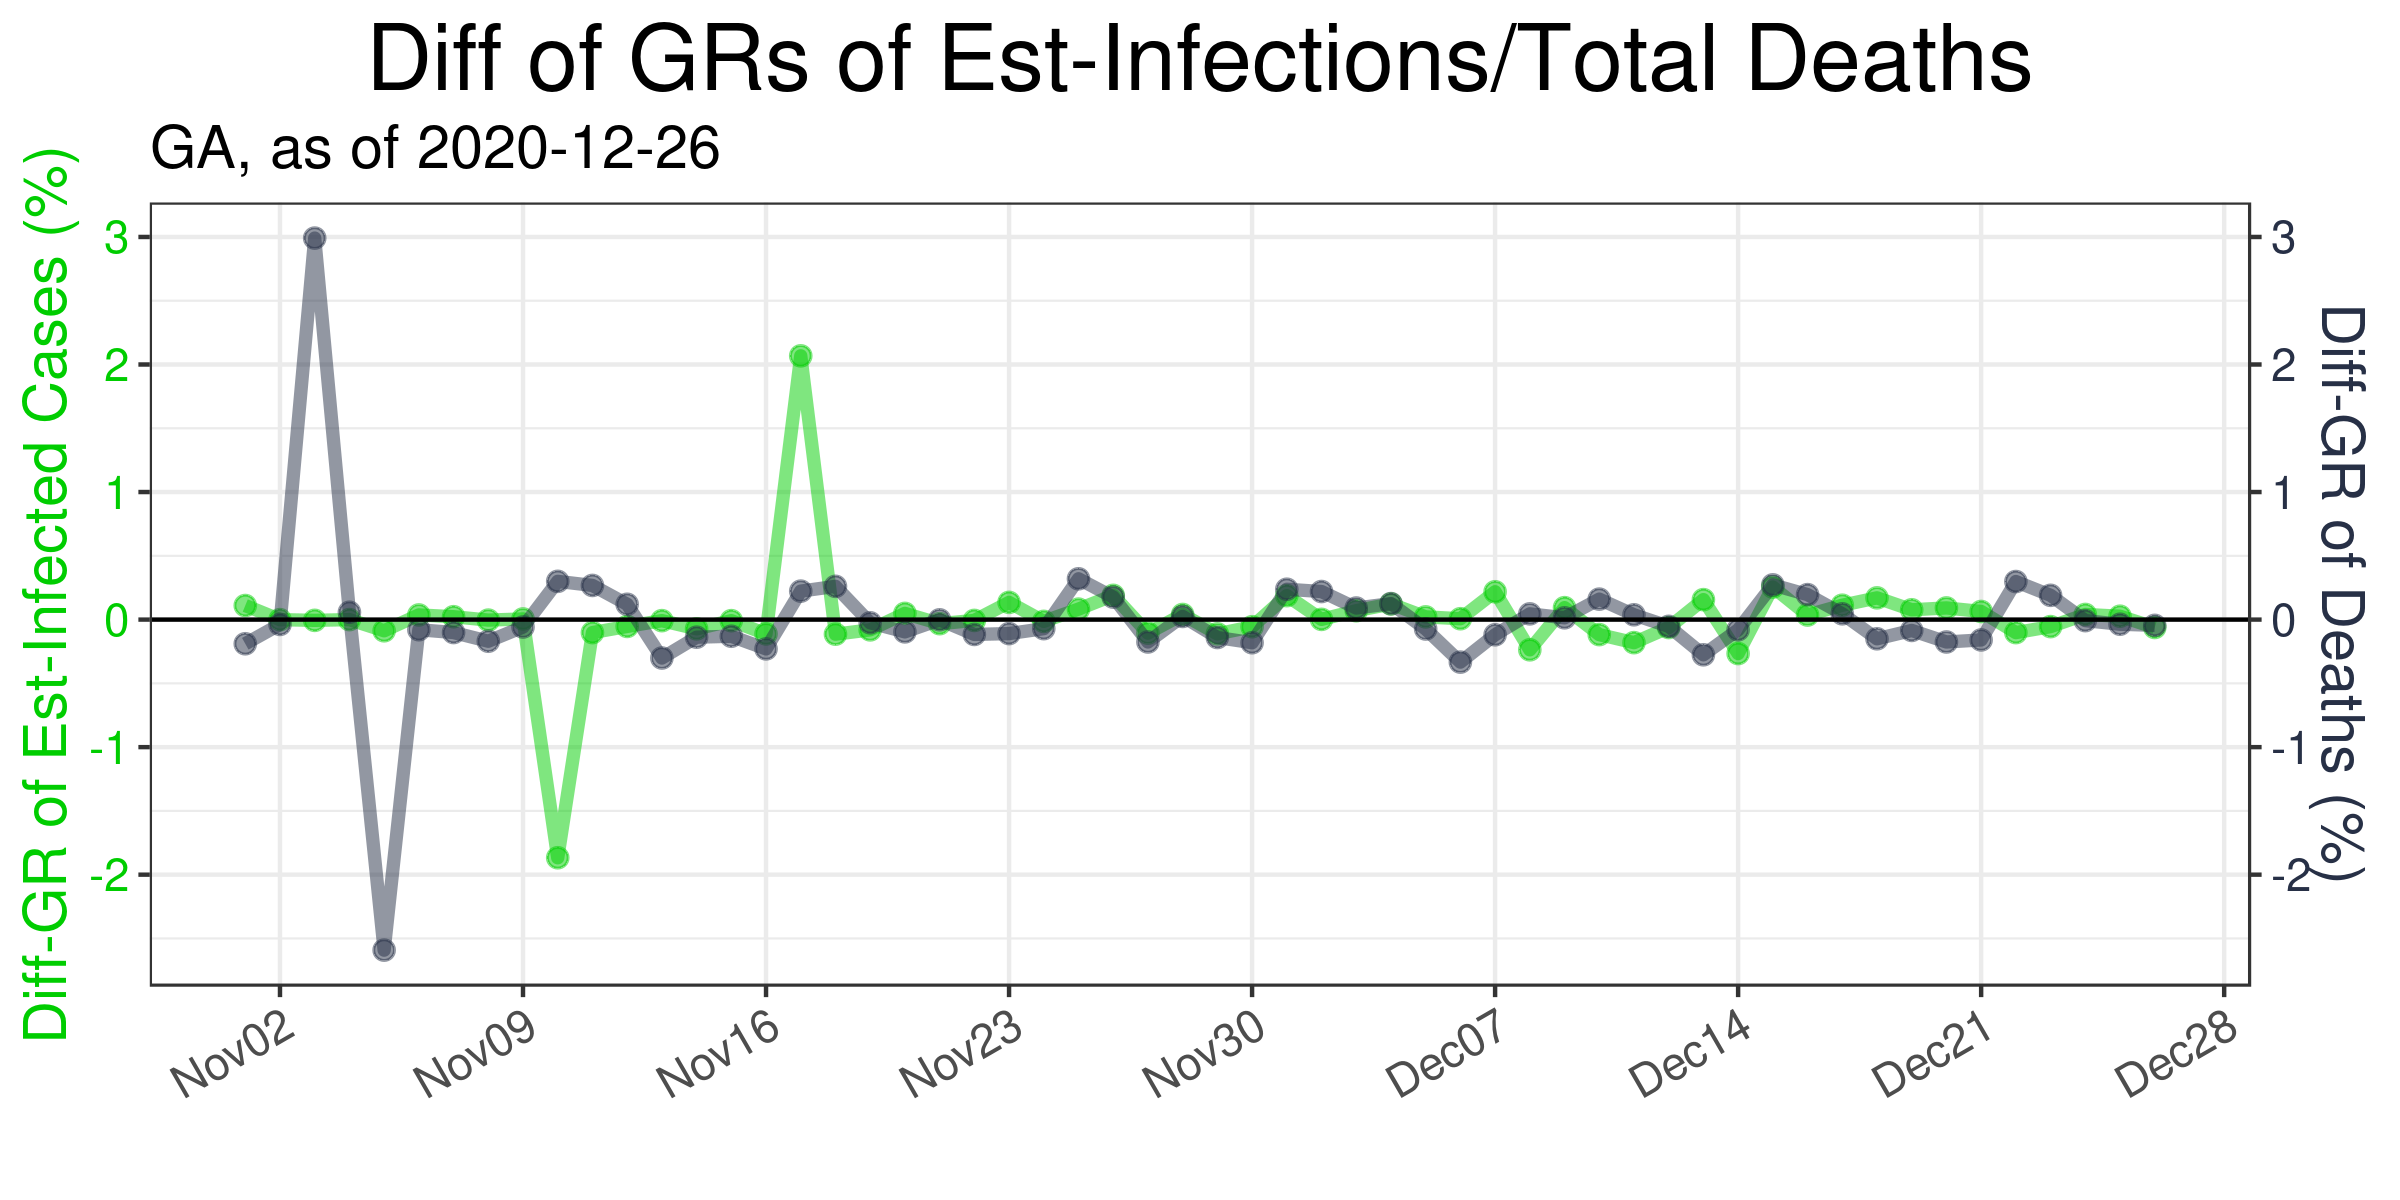 Diff of GRs of Est-Infections/Total Deaths
GA, as of 2020-12-26
Diff-GR of Est-Infected Cases (%)
3
2
1
0
-1
-2
3
2
1
0
-1
-2
Diff-GR of Deaths (%)
Nov02
Nov09
Nov16
Nov23
Nov30
Dec07
Dec14
Dec21
Dec28